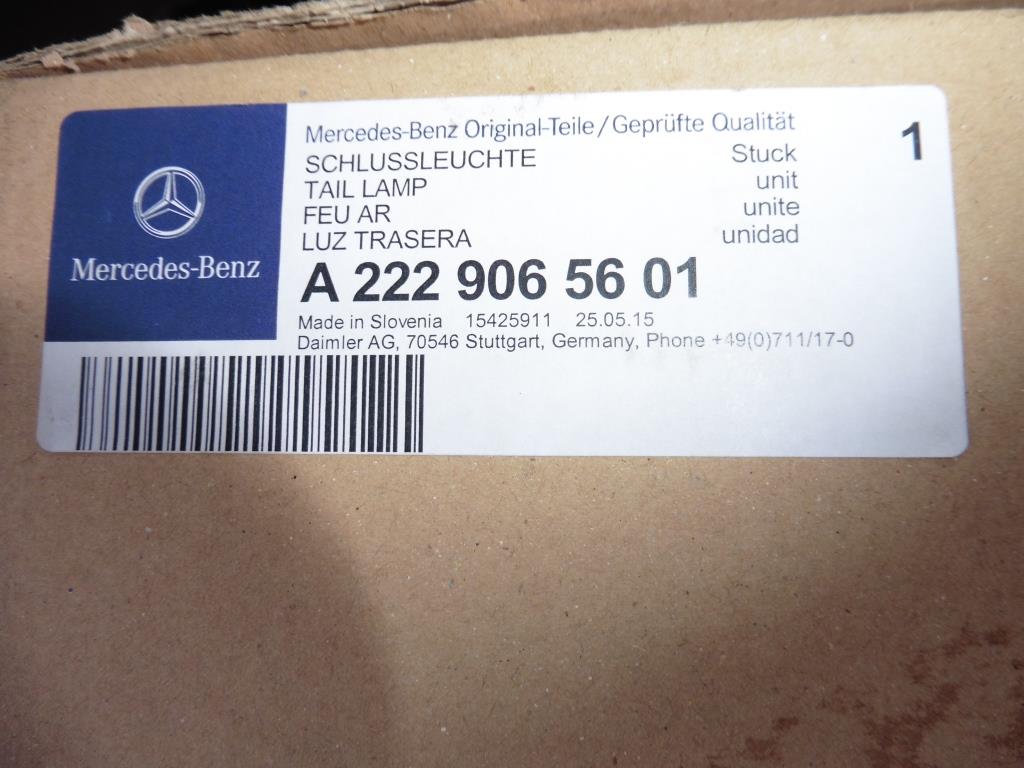 Mercedes-Benz
Mercedes-Benz Original-Teile/Geprüfte Qualität
SCHLUSSLEUCHTE Stuck 1
TAIL LAMP unit
FEU AR unite
LUZ TRASERA unidad
A 222 906 56 01
Made in Slovenia 15425911 25.05.15
Daimler AG, 70546 Stuttgart, Germany, Phone +49(0)711/17-0